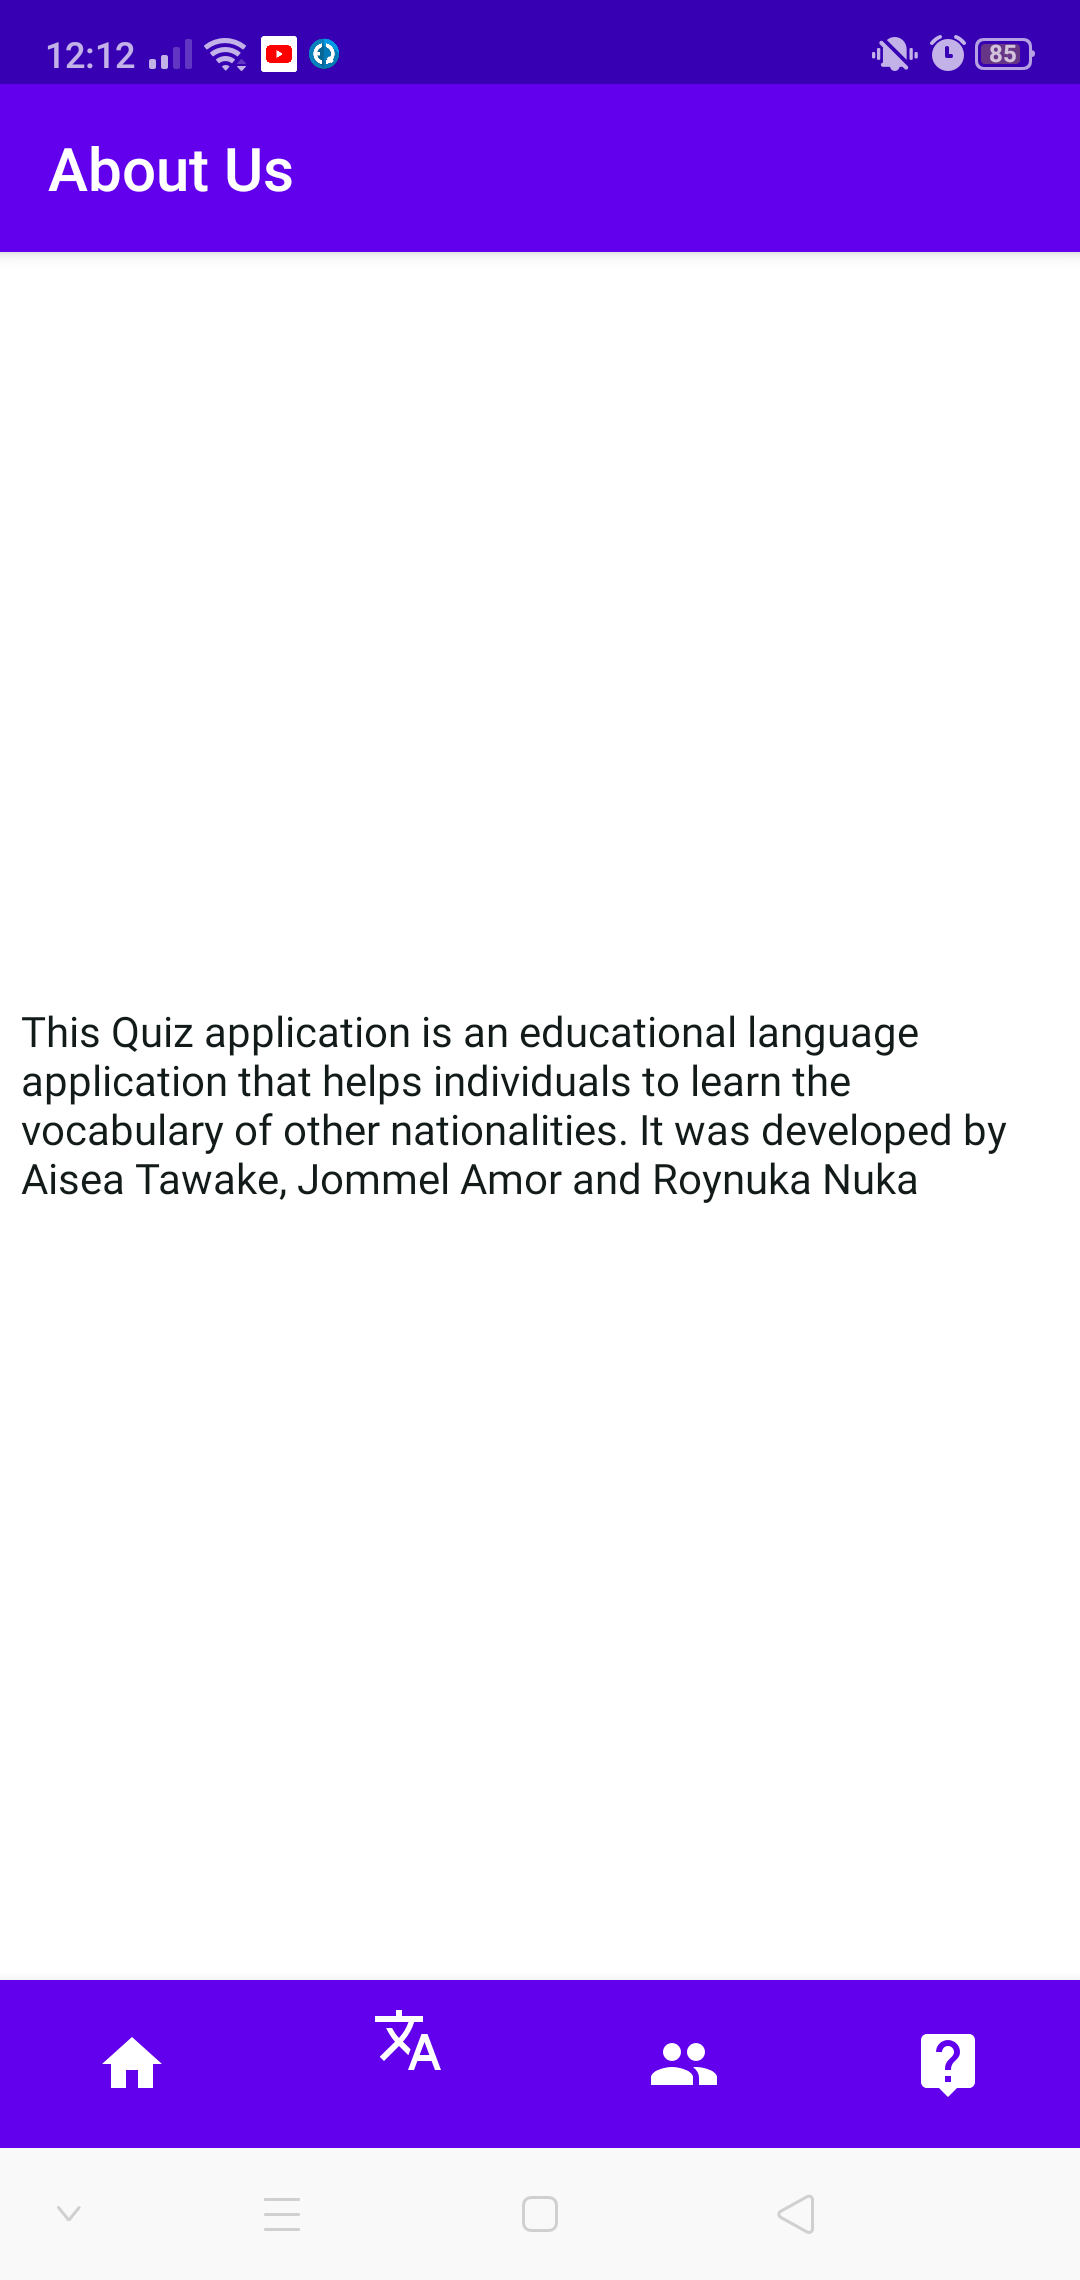 12:12
85
About Us
This Quiz application is an educational language
application that helps individuals to learn the
vocabulary of other nationalities. It was developed by
Aisea Tawake, Jommel Amor and Roynuka Nuka